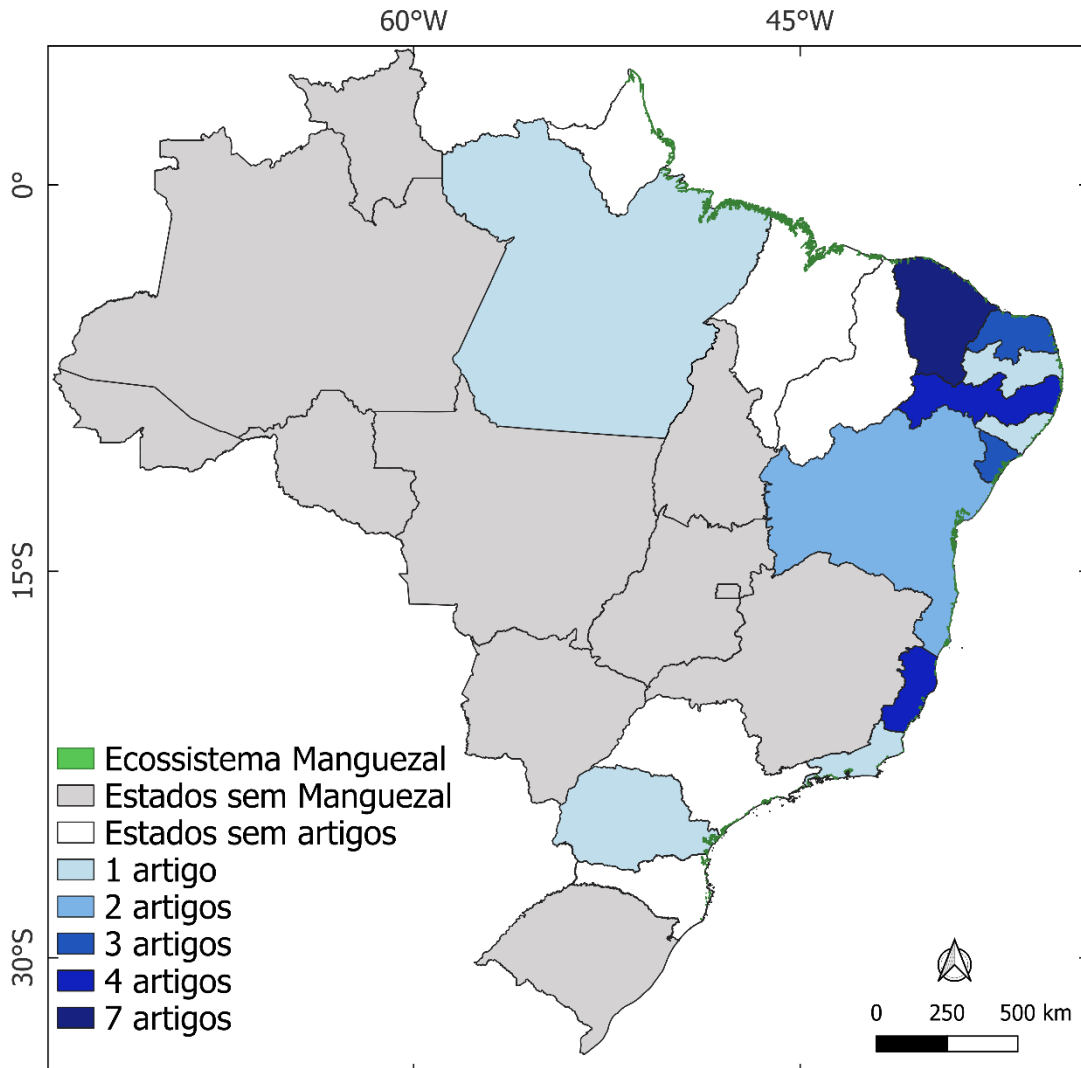 60°W 45°W
0°
15°S
30°S
Ecossistema Manguezal
Estados sem Manguezal
Estados sem artigos
1 artigo
2 artigos
3 artigos
4 artigos
7 artigos
0 250 500 km